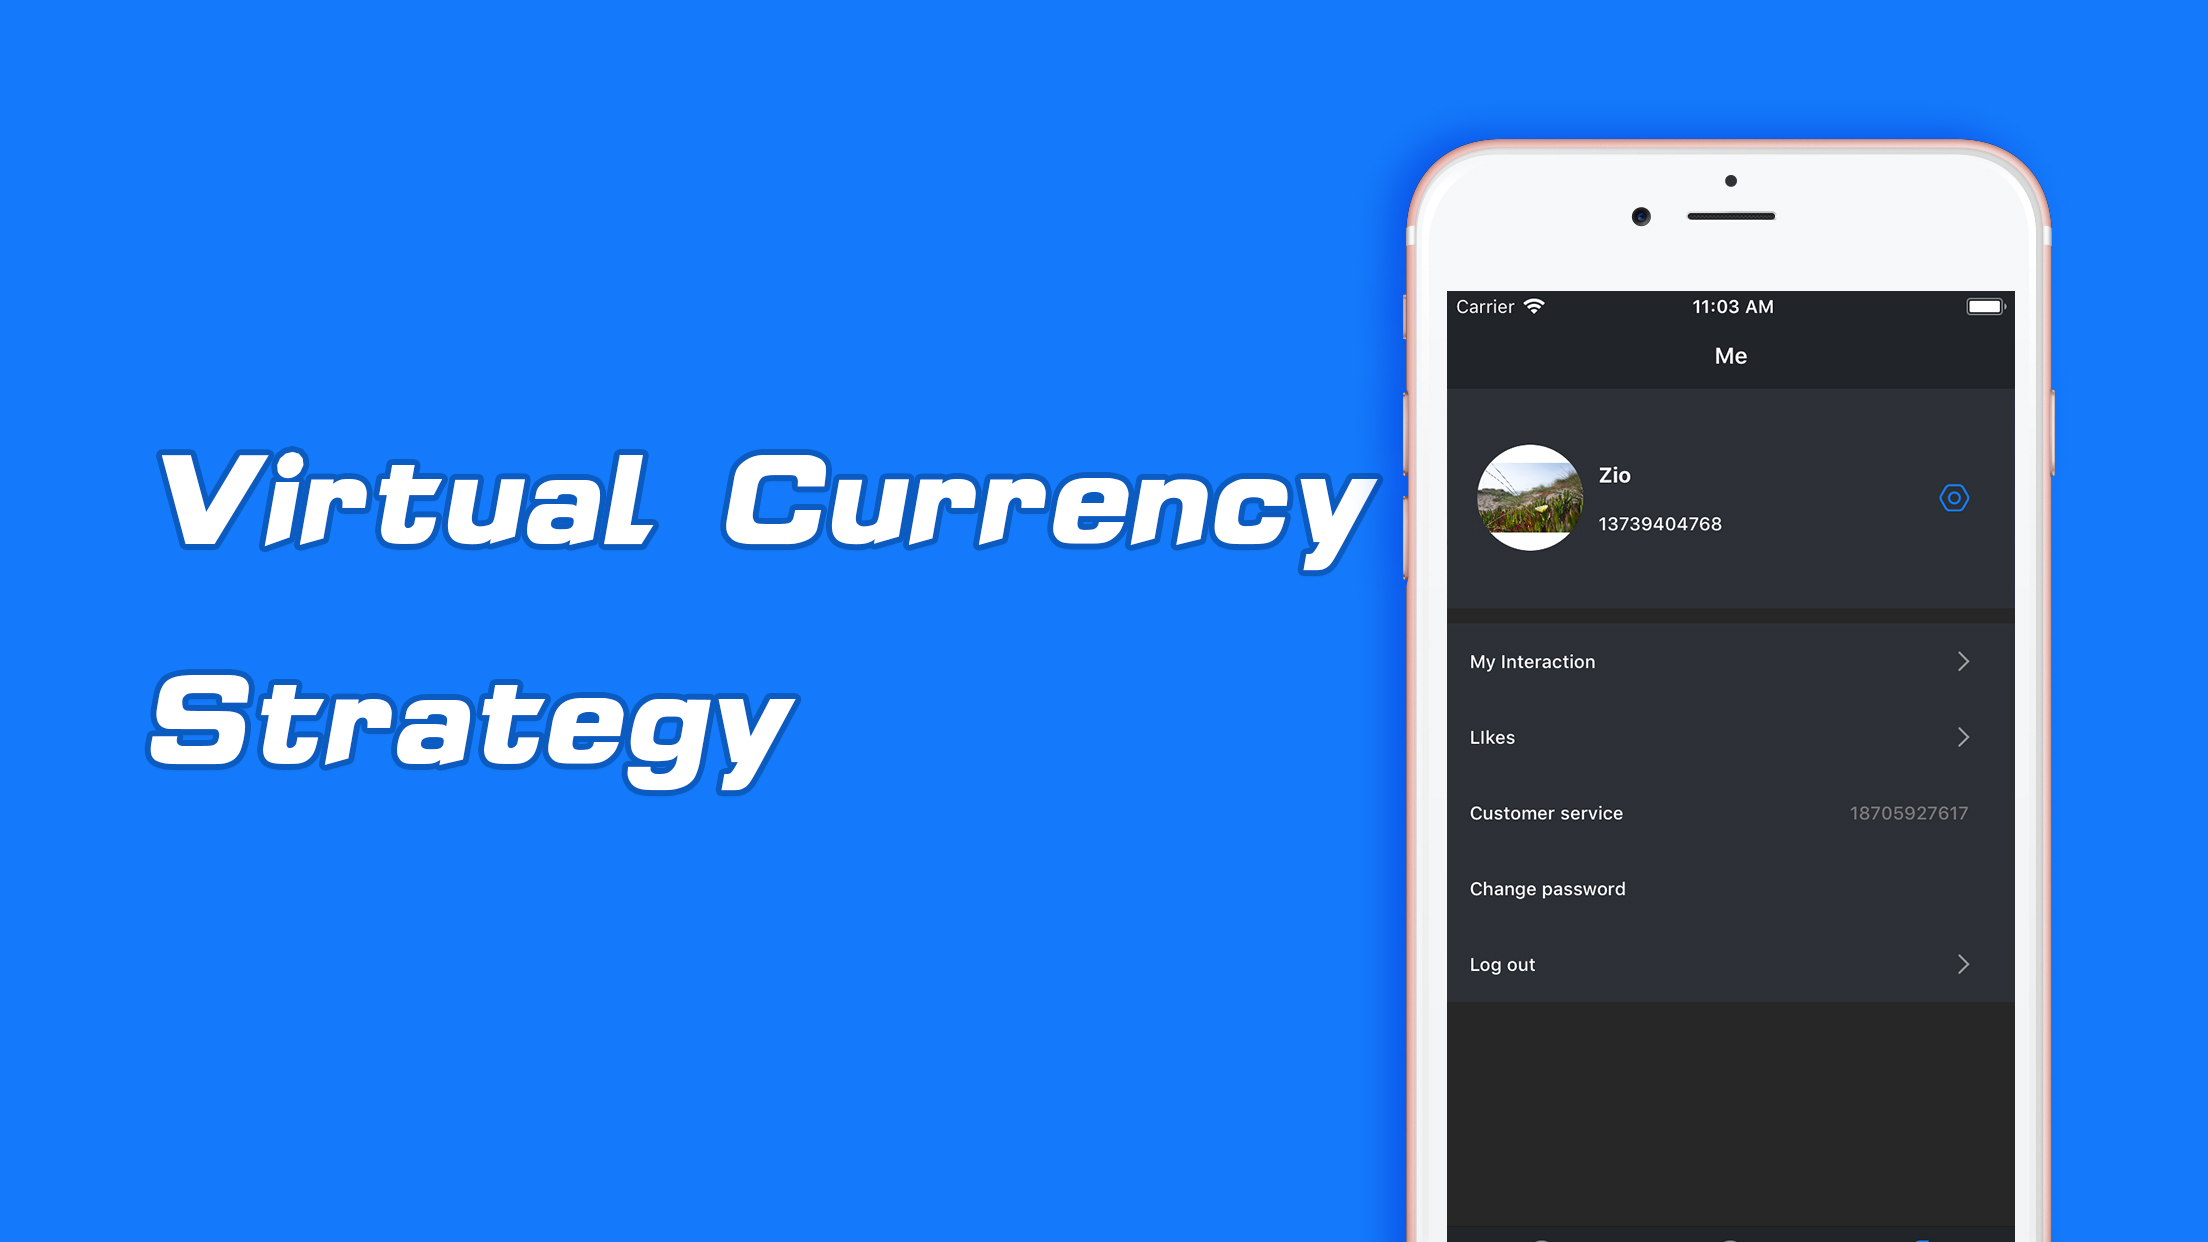 Virtual Currency
Strategy
Carrier 11:03 AM
Me
Zio
13739404768
My Interaction
LIkes
Customer service 18705927617
Change password
Log out